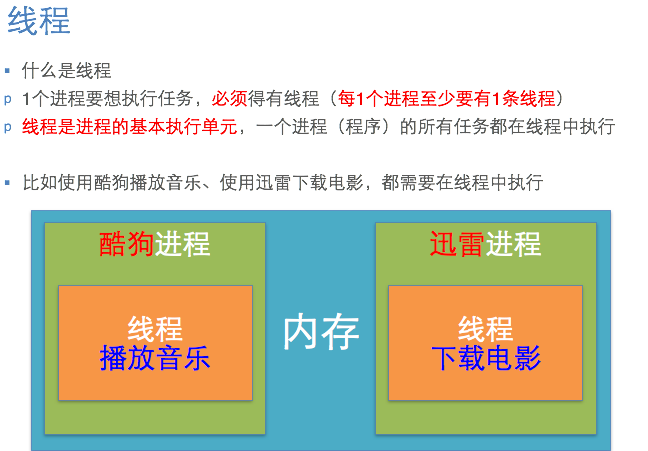 线程
▪ 什么是线程
p 1个进程要想执行任务，必须得有线程（每1个进程至少要有1条线程）
p 线程是进程的基本执行单元，一个进程（程序）的所有任务都在线程中执行
▪ 比如使用酷狗播放音乐、使用迅雷下载电影，都需要在线程中执行
酷狗进程
线程
播放音乐
内存
迅雷进程
线程
下载电影